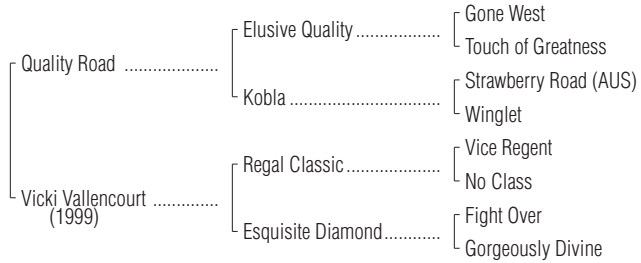 Gone West
Elusive Quality ...................
Touch of Greatness
Quality Road .....................
Strawberry Road (AUS)
Kobla .................................
Winglet
Vice Regent
Regal Classic .....................
No Class
Vicki Vallencourt ..............
(1999)
Fight Over
Esquisite Diamond............
Gorgeously Divine